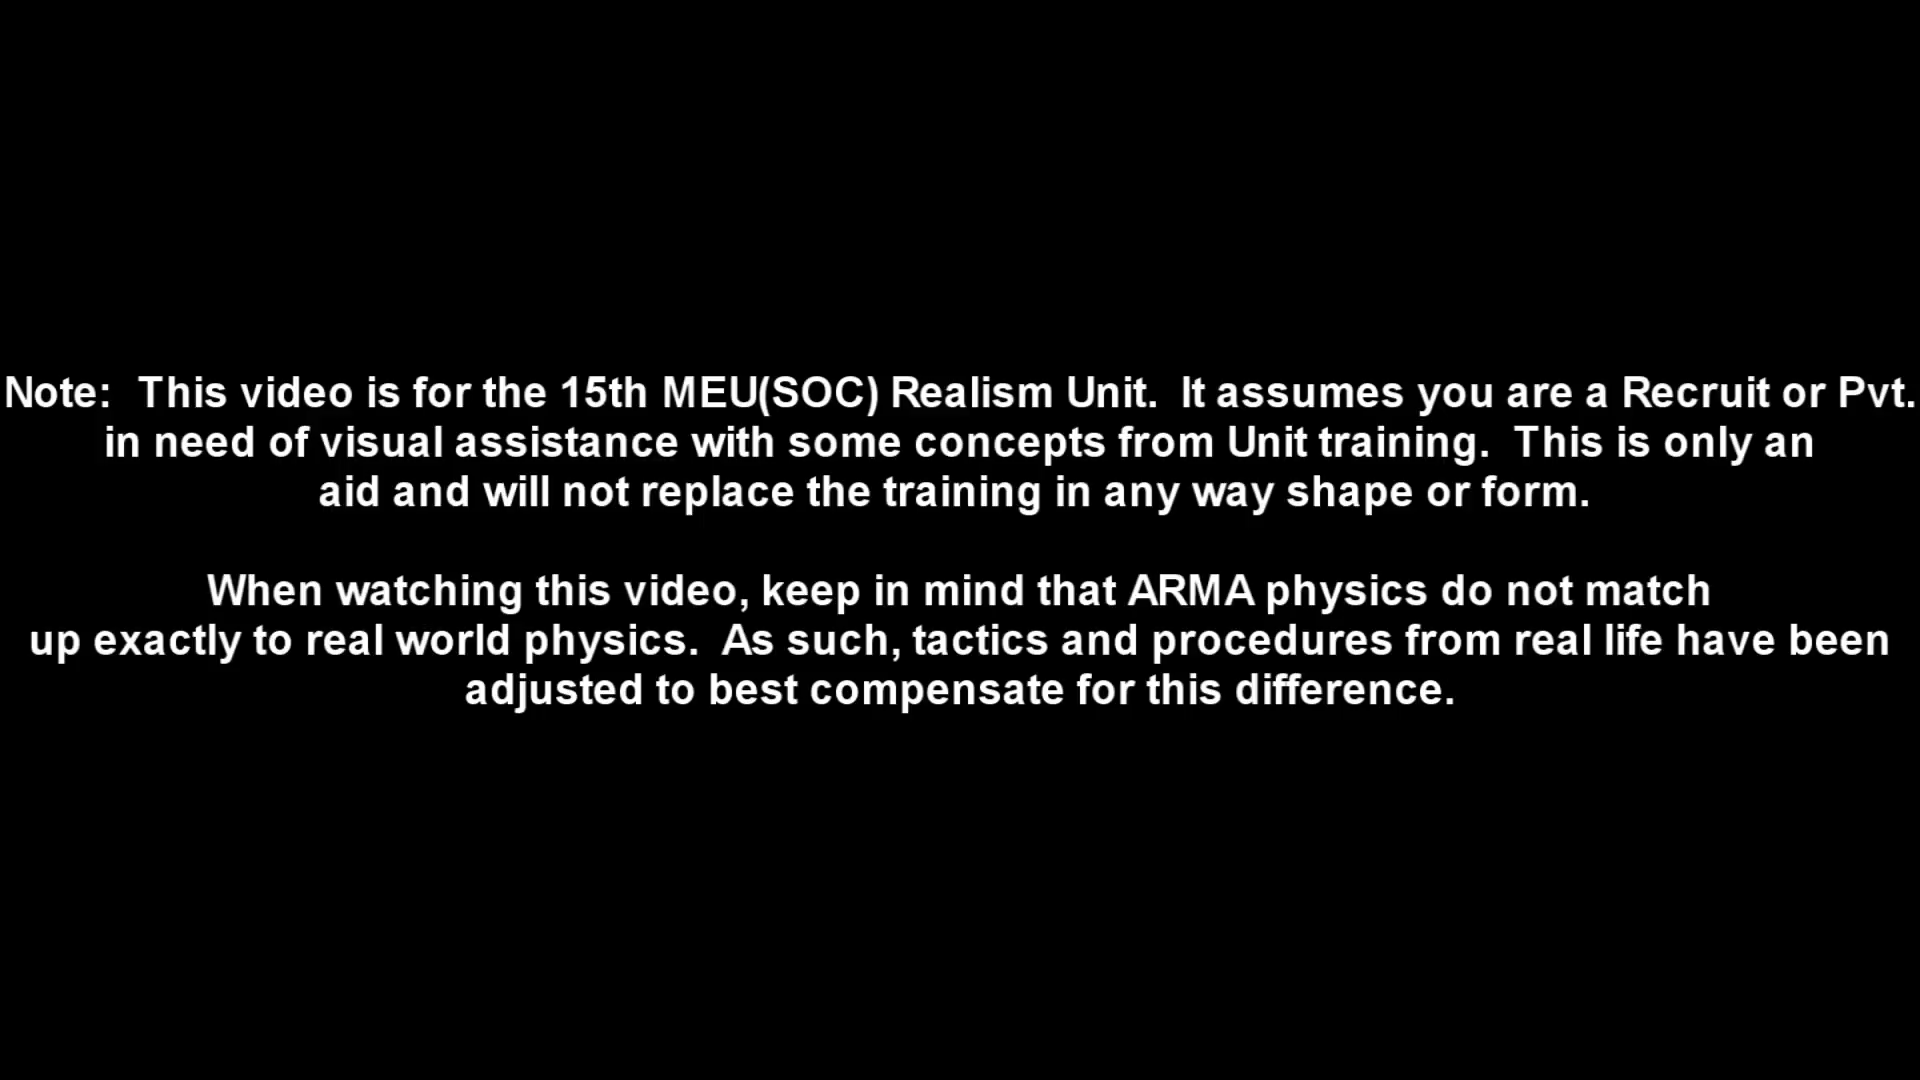 Note:  This video is for the 15th MEU(SOC) Realism Unit.  It assumes you are a Recruit or Pvt.
in need of visual assistance with some concepts from Unit training.  This is only an
aid and will not replace the training in any way shape or form.
When watching this video, keep in mind that ARMA physics do not match
up exactly to real world physics.  As such, tactics and procedures from real life have been
adjusted to best compensate for this difference.